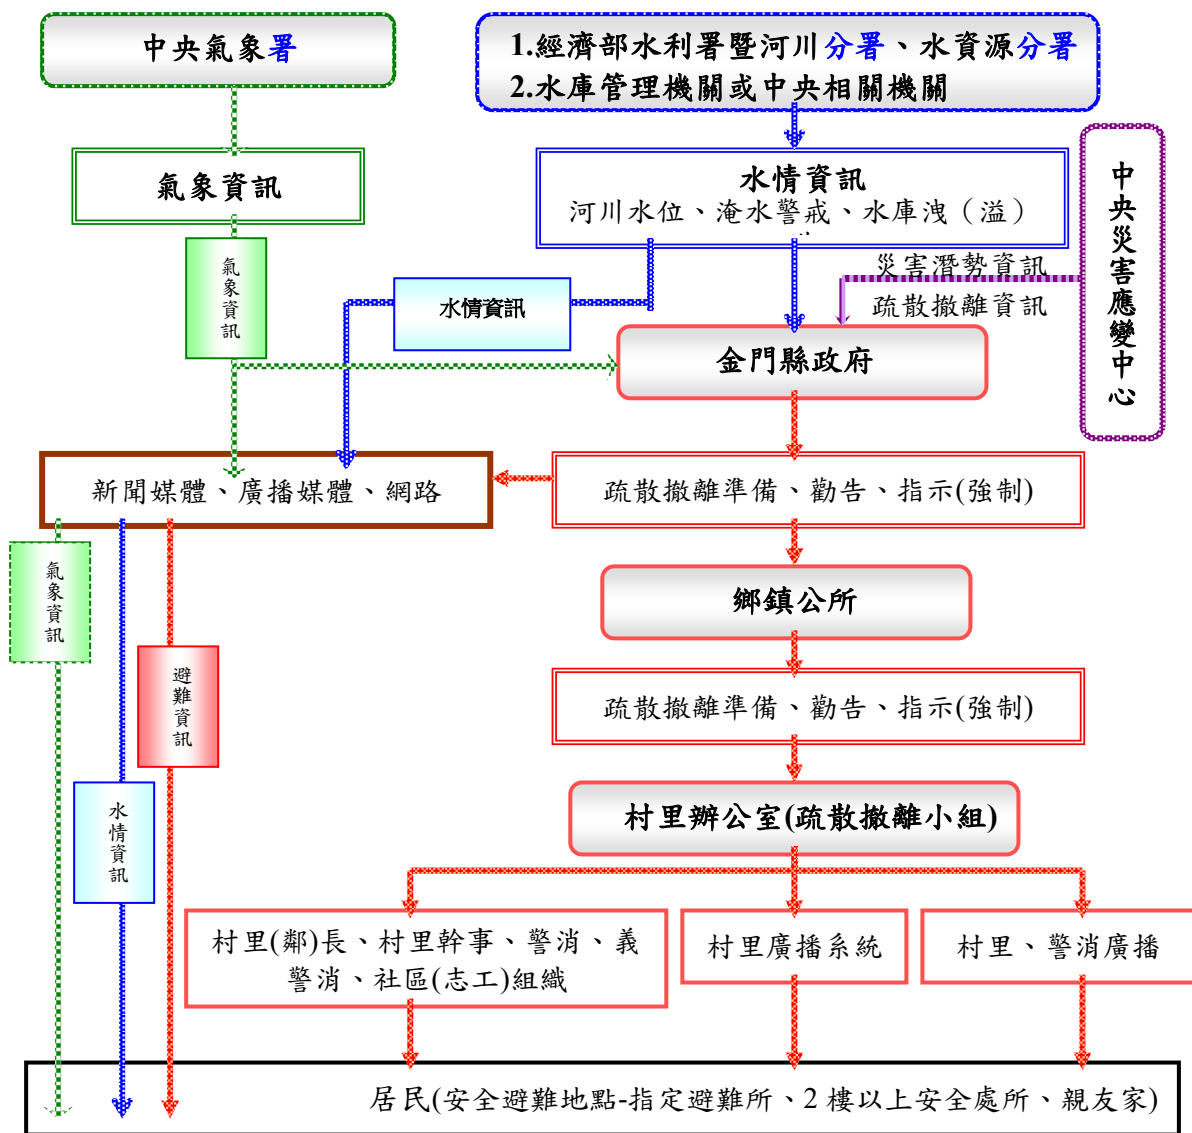 中央氣象署
1.經濟部水利署暨河川分署、水資源分署
2.水庫管理機關或中央相關機關
氣象資訊
水情資訊
河川水位、淹水警戒、水庫洩（溢）
中央災害應變中心
氣象資訊
水情資訊
災害潛勢資訊
疏散撤離資訊
金門縣政府
新聞媒體、廣播媒體、網路
疏散撤離準備、勸告、指示(強制)
氣象資訊
鄉鎮公所
避難資訊
疏散撤離準備、勸告、指示(強制)
水情資訊
村里辦公室(疏散撤離小組)
村里(鄰)長、村里幹事、警消、義
警消、社區(志工)組織
村里廣播系統
村里、警消廣播
居民(安全避難地點-指定避難所、2 樓以上安全處所、親友家)